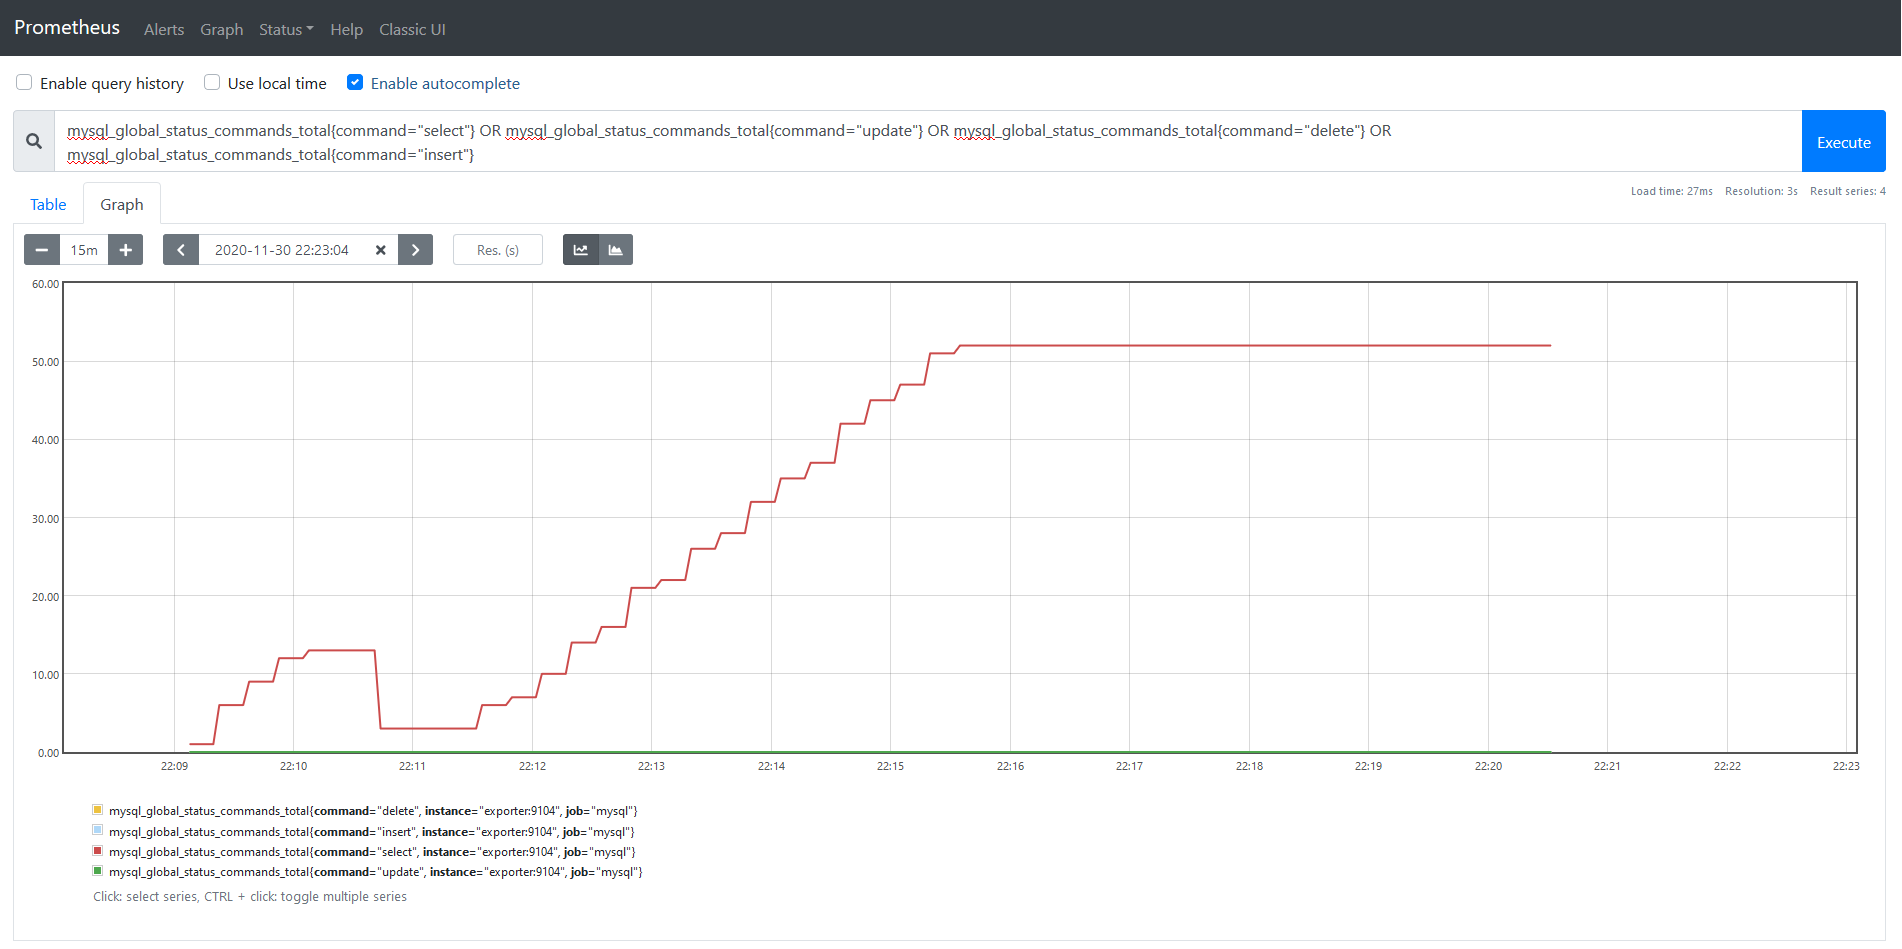 Prometheus Alerts Graph Status Help Classic UI
Enable query history Use local time Enable autocomplete
mysql_global_status_commands_total{command="select"} OR mysql_global_status_commands_total{command="update"} OR mysql_global_status_commands_total{command="delete"} OR
mysql_global_status_commands_total{command="insert"}
Execute
Load time: 27ms Resolution: 3s Result series: 4
Table Graph
15m 2020-11-30 22:23:04 Res. (s)
60.00
50.00
40.00
30.00
20.00
10.00
0.00
22:09 22:10 22:11 22:12 22:13 22:14 22:15 22:16 22:17 22:18 22:19 22:20 22:21 22:22 22:23
mysql_global_status_commands_total{command="delete", instance="exporter:9104", job="mysql"}
mysql_global_status_commands_total{command="insert", instance="exporter:9104", job="mysql"}
mysql_global_status_commands_total{command="select", instance="exporter:9104", job="mysql"}
mysql_global_status_commands_total{command="update", instance="exporter:9104", job="mysql"}
Click: select series, CTRL + click: toggle multiple series